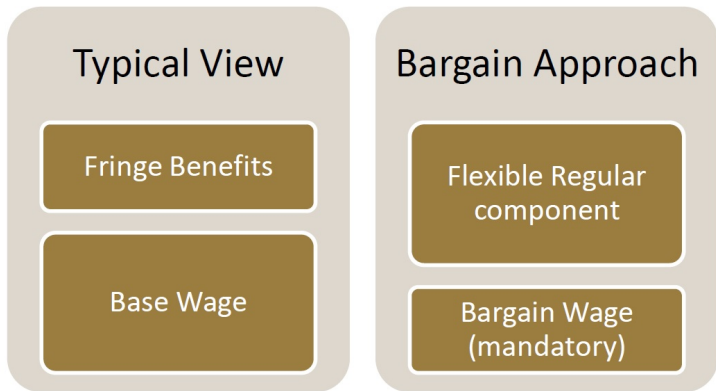 Typical View
Fringe Benefits
Base Wage
Bargain Approach
Flexible Regular
component
Bargain Wage
(mandatory)